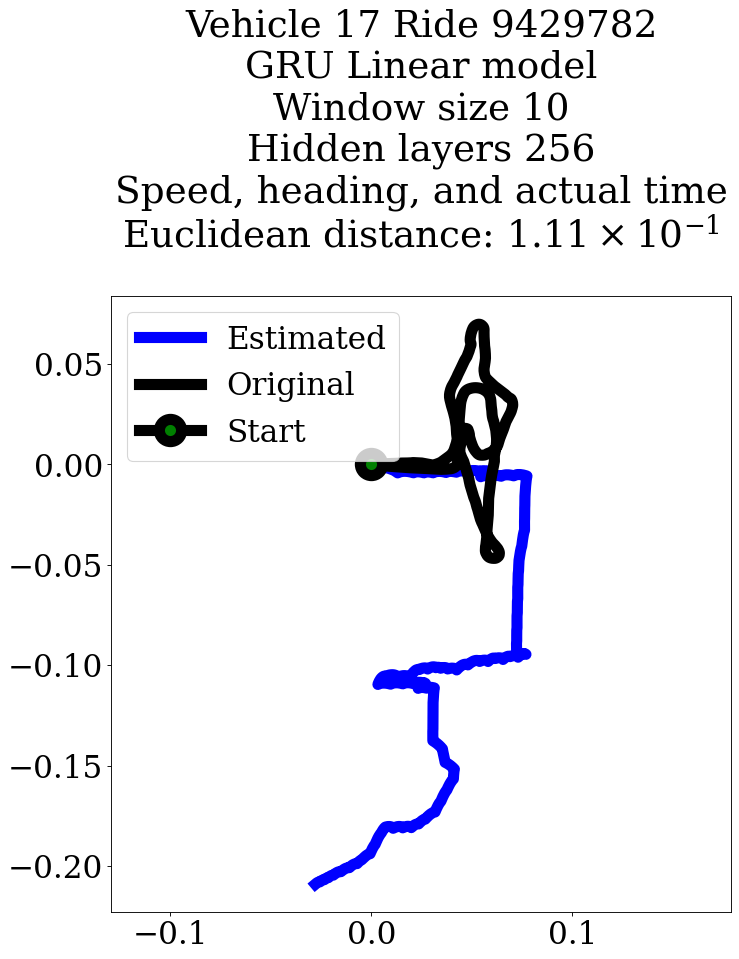 Vehicle 17 Ride 9429782
GRU Linear model
Window size 10
Hidden layers 256
Speed, heading, and actual time
Euclidean distance: 1.11 × 10⁻¹
Estimated
Original
Start
0.05
0.00
−0.05
−0.10
−0.15
−0.20
−0.1
0.0
0.1